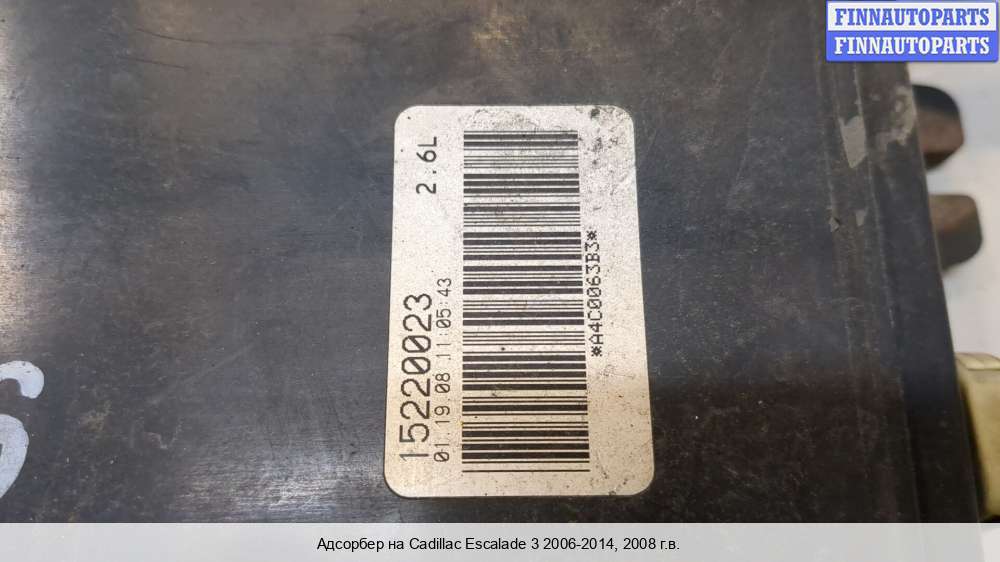 FINNAUTOPARTS
FINNAUTOPARTS
2.6L
15220023
01.19.08 11:05:43
*A4C0063B3*
Адсорбер на Cadillac Escalade 3 2006-2014, 2008 г.в.